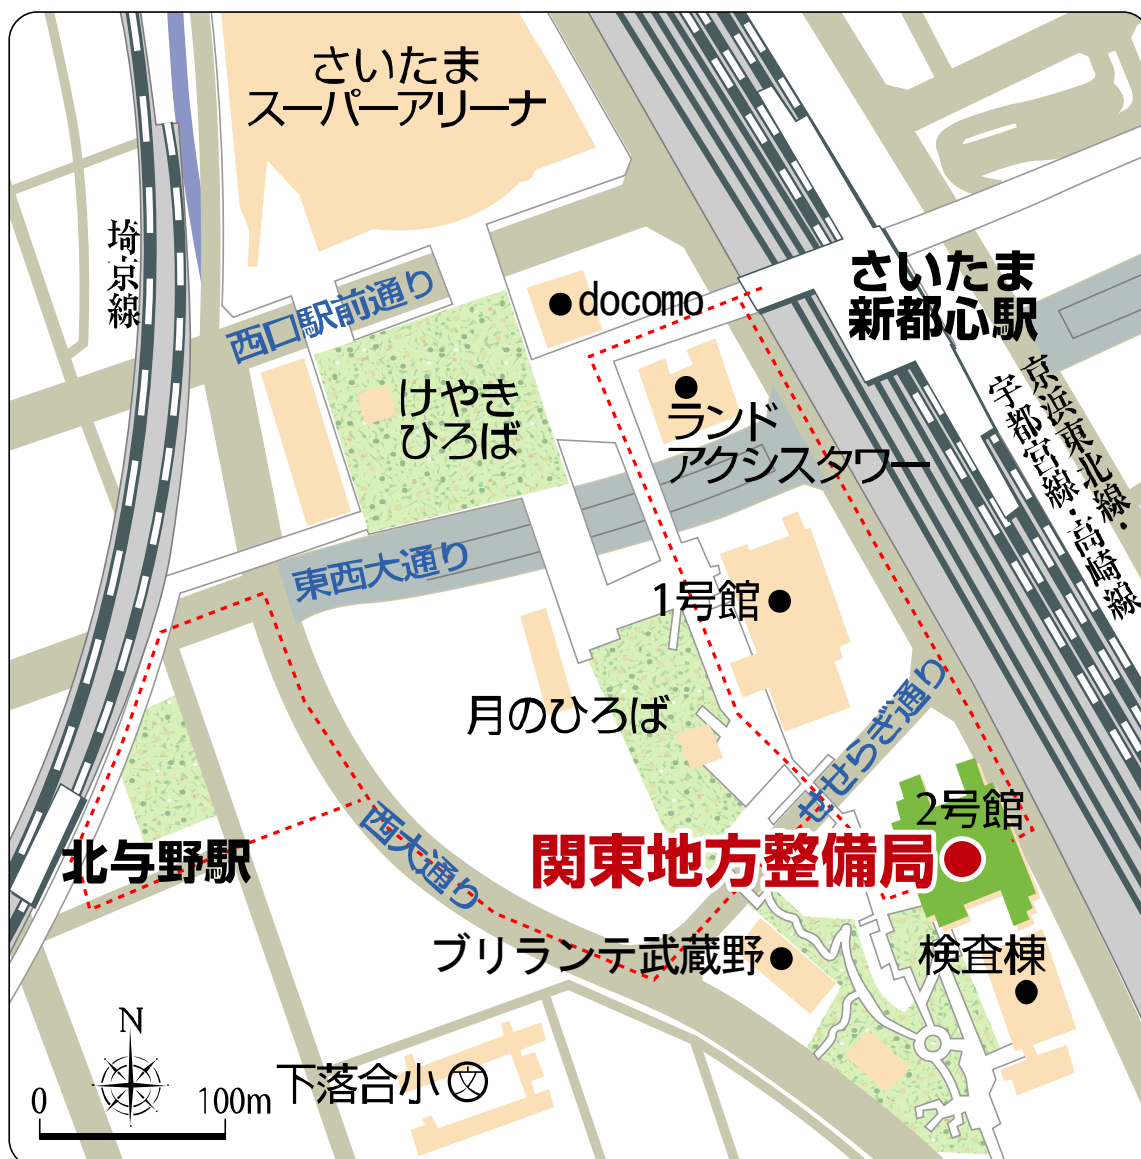 さいたま
スーパーアリーナ
埼京線
西口駅前通り
docomo
さいたま
新都心駅
けやき
ひろば
ランド
アクシスタワー
京浜東北線・
宇都宮線・高崎線
東西大通り
1号館
月のひろば
せせらぎ通り
2号館
関東地方整備局
北与野駅
西大通り
ブリランテ武蔵野
検査棟
N
0
100m
下落合小
文